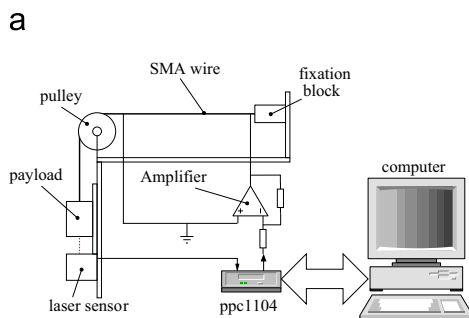 a
SMA wire
fixation
block
pulley
payload
Amplifier
computer
+ -
laser sensor
ppc1104